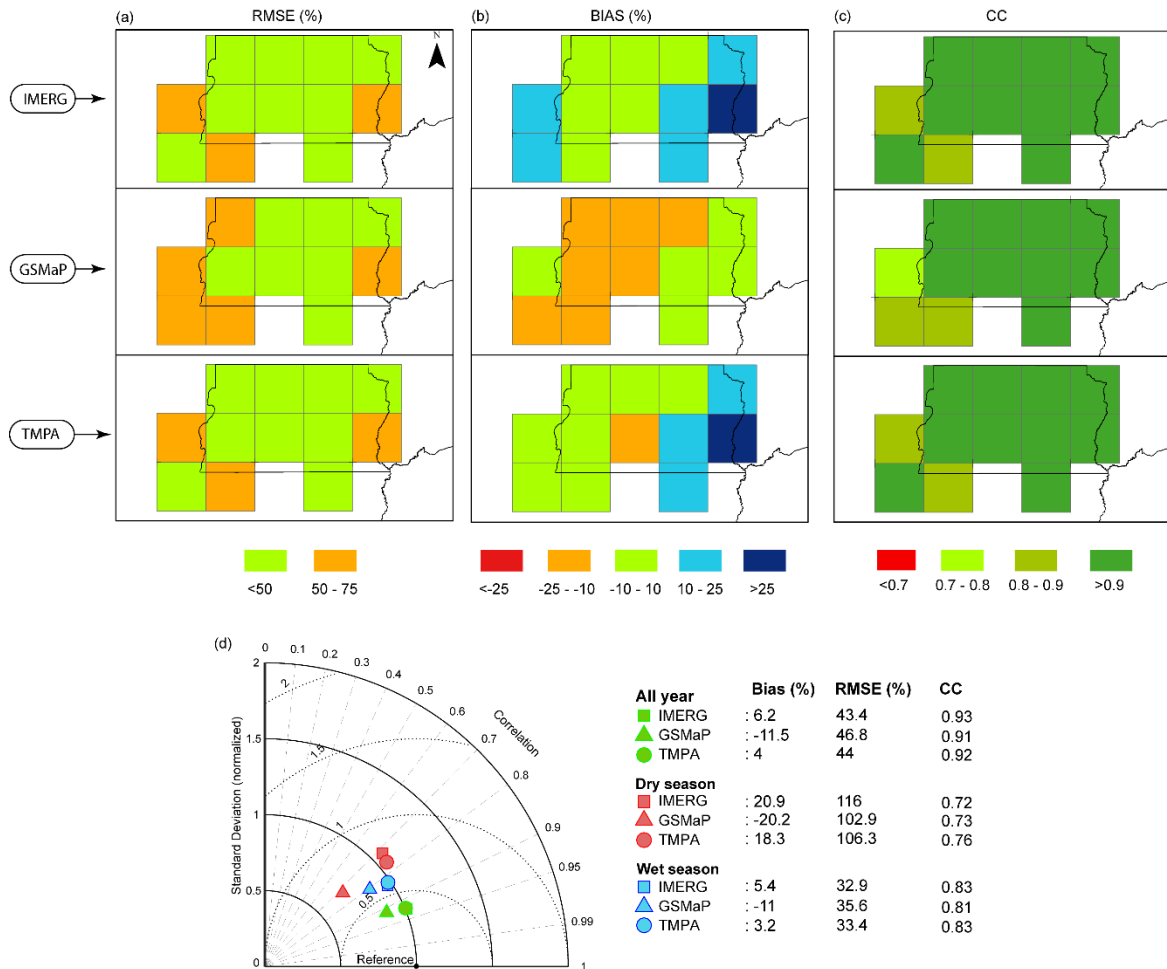 (a) RMSE (%) (b) BIAS (%) (c) CC
N
IMERG
GSMaP
TMPA
<50 50 - 75 <-25 -25 - -10 -10 - 10 10 - 25 >25 <0.7 0.7 - 0.8 0.8 - 0.9 >0.9
(d)
0 0.1 0.2 0.3 0.4 0.5 0.6 0.7 0.8 0.9 0.95 0.99 1
Correlation
Standard Deviation (normalized)
2
1.5
1
0.5
0
2
1.5
1
0.5
Reference
Bias (%) RMSE (%) CC
All year
IMERG : 6.2 43.4 0.93
GSMaP : -11.5 46.8 0.91
TMPA : 4 44 0.92
Dry season
IMERG : 20.9 116 0.72
GSMaP : -20.2 102.9 0.73
TMPA : 18.3 106.3 0.76
Wet season
IMERG : 5.4 32.9 0.83
GSMaP : -11 35.6 0.81
TMPA : 3.2 33.4 0.83